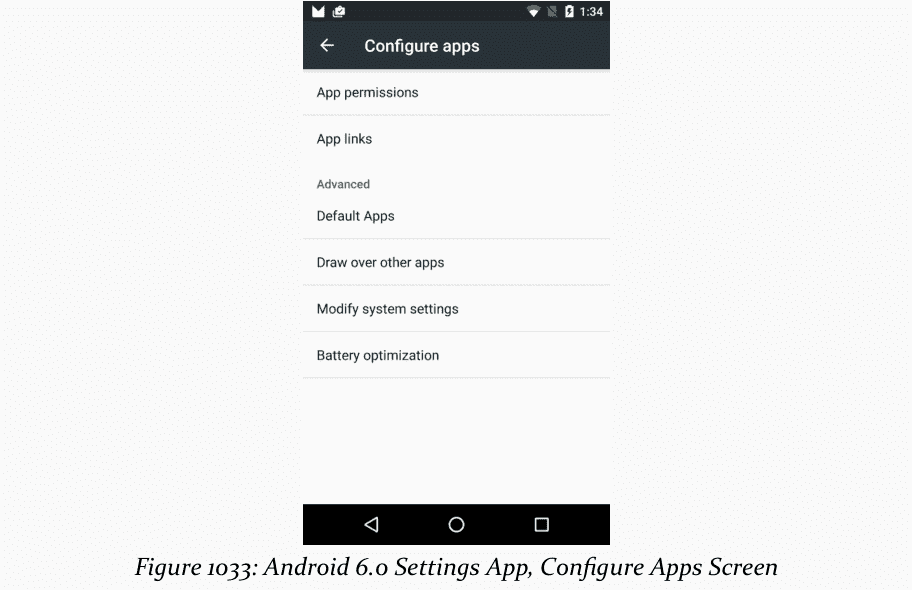 1:34
Configure apps
App permissions
App links
Advanced
Default Apps
Draw over other apps
Modify system settings
Battery optimization
Figure 1033: Android 6.0 Settings App, Configure Apps Screen